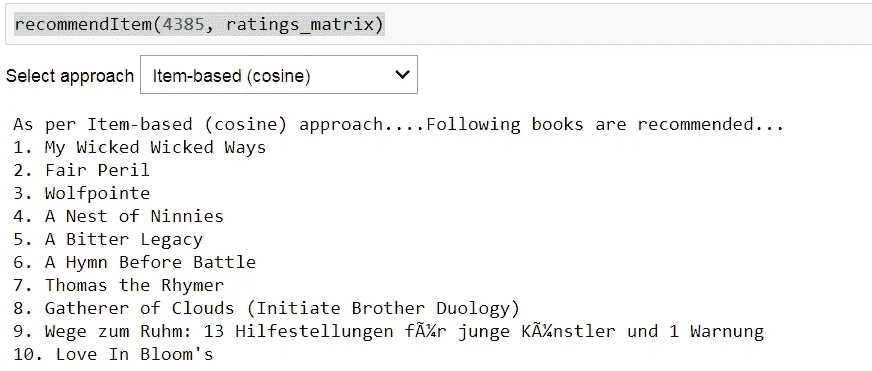 recommendItem(4385, ratings_matrix)
Select approach Item-based (cosine)
As per Item-based (cosine) approach....Following books are recommended...
1. My Wicked Wicked Ways
2. Fair Peril
3. Wolfpointe
4. A Nest of Ninnies
5. A Bitter Legacy
6. A Hymn Before Battle
7. Thomas the Rhymer
8. Gatherer of Clouds (Initiate Brother Duology)
9. Wege zum Ruhm: 13 Hilfestellungen fÃ¼r junge KÃ¼nstler und 1 Warnung
10. Love In Bloom's